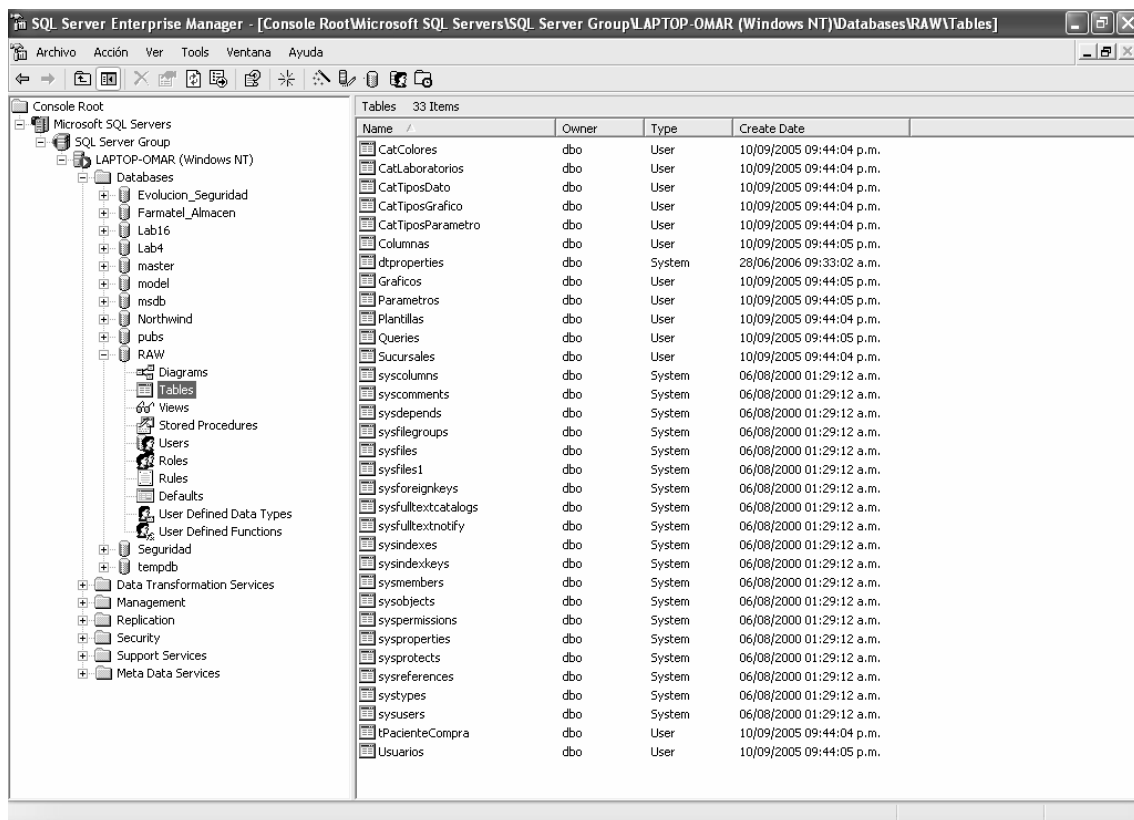 SQL Server Enterprise Manager - [Console Root\Microsoft SQL Servers\SQL Server Group\LAPTOP-OMAR (Windows NT)\Databases\RAW\Tables]
Archivo Acción Ver Tools Ventana Ayuda
Console Root
Microsoft SQL Servers
SQL Server Group
LAPTOP-OMAR (Windows NT)
Databases
Evolucion_Seguridad
Farmatel_Almacen
Lab16
Lab4
master
model
msdb
Northwind
pubs
RAW
Diagrams
Tables
Views
Stored Procedures
Users
Roles
Rules
Defaults
User Defined Data Types
User Defined Functions
Seguridad
tempdb
Data Transformation Services
Management
Replication
Security
Support Services
Meta Data Services
Tables 33 Items
Name Owner Type Create Date
CatColores dbo User 10/09/2005 09:44:04 p.m.
CatLaboratorios dbo User 10/09/2005 09:44:04 p.m.
CatTiposDato dbo User 10/09/2005 09:44:04 p.m.
CatTiposGrafico dbo User 10/09/2005 09:44:04 p.m.
CatTiposParametro dbo User 10/09/2005 09:44:04 p.m.
Columnas dbo User 10/09/2005 09:44:05 p.m.
dtproperties dbo System 28/06/2006 09:33:02 a.m.
Graficos dbo User 10/09/2005 09:44:05 p.m.
Parametros dbo User 10/09/2005 09:44:05 p.m.
Plantillas dbo User 10/09/2005 09:44:04 p.m.
Queries dbo User 10/09/2005 09:44:05 p.m.
Sucursales dbo User 10/09/2005 09:44:04 p.m.
syscolumns dbo System 06/08/2000 01:29:12 a.m.
syscomments dbo System 06/08/2000 01:29:12 a.m.
sysdepends dbo System 06/08/2000 01:29:12 a.m.
sysfilegroups dbo System 06/08/2000 01:29:12 a.m.
sysfiles dbo System 06/08/2000 01:29:12 a.m.
sysfiles1 dbo System 06/08/2000 01:29:12 a.m.
sysforeignkeys dbo System 06/08/2000 01:29:12 a.m.
sysfulltextcatalogs dbo System 06/08/2000 01:29:12 a.m.
sysfulltextnotify dbo System 06/08/2000 01:29:12 a.m.
sysindexes dbo System 06/08/2000 01:29:12 a.m.
sysindexkeys dbo System 06/08/2000 01:29:12 a.m.
sysmembers dbo System 06/08/2000 01:29:12 a.m.
sysobjects dbo System 06/08/2000 01:29:12 a.m.
syspermissions dbo System 06/08/2000 01:29:12 a.m.
sysproperties dbo System 06/08/2000 01:29:12 a.m.
sysprotects dbo System 06/08/2000 01:29:12 a.m.
sysreferences dbo System 06/08/2000 01:29:12 a.m.
systypes dbo System 06/08/2000 01:29:12 a.m.
sysusers dbo System 06/08/2000 01:29:12 a.m.
tPacienteCompra dbo User 10/09/2005 09:44:04 p.m.
Usuarios dbo User 10/09/2005 09:44:05 p.m.